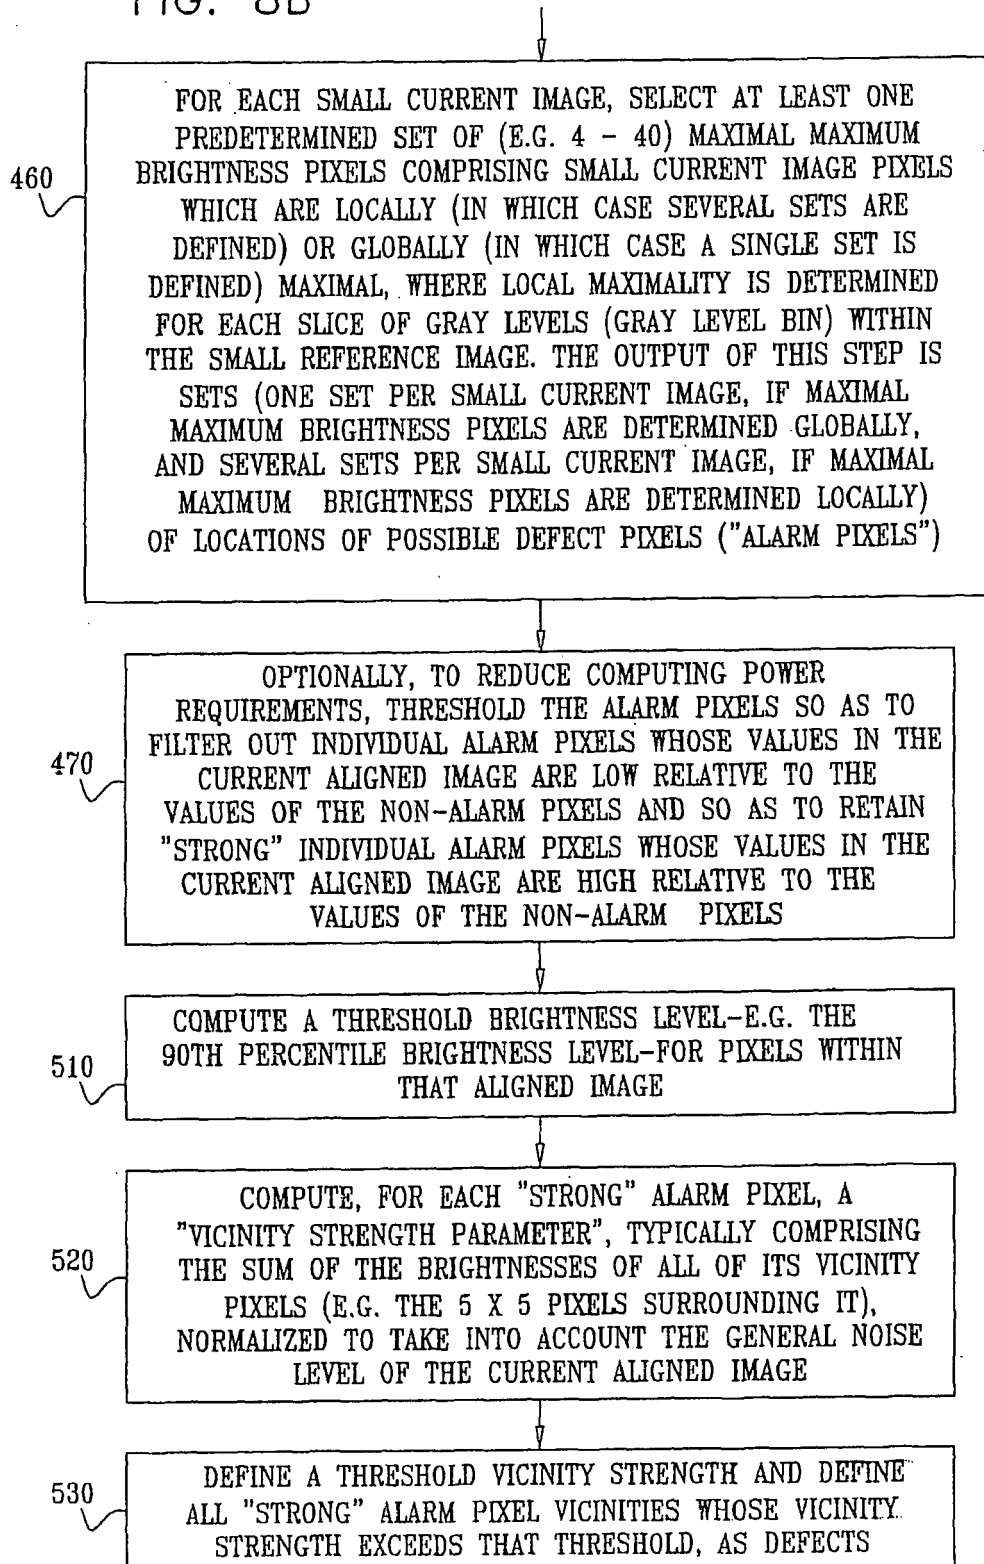 FIG. 8B
460
FOR EACH SMALL CURRENT IMAGE, SELECT AT LEAST ONE
PREDETERMINED SET OF (E.G. 4 - 40) MAXIMAL MAXIMUM
BRIGHTNESS PIXELS COMPRISING SMALL CURRENT IMAGE PIXELS
WHICH ARE LOCALLY (IN WHICH CASE SEVERAL SETS ARE
DEFINED) OR GLOBALLY (IN WHICH CASE A SINGLE SET IS
DEFINED) MAXIMAL, WHERE LOCAL MAXIMALITY IS DETERMINED
FOR EACH SLICE OF GRAY LEVELS (GRAY LEVEL BIN) WITHIN
THE SMALL REFERENCE IMAGE. THE OUTPUT OF THIS STEP IS
SETS (ONE SET PER SMALL CURRENT IMAGE, IF MAXIMAL
MAXIMUM BRIGHTNESS PIXELS ARE DETERMINED GLOBALLY,
AND SEVERAL SETS PER SMALL CURRENT IMAGE, IF MAXIMAL
MAXIMUM BRIGHTNESS PIXELS ARE DETERMINED LOCALLY)
OF LOCATIONS OF POSSIBLE DEFECT PIXELS ("ALARM PIXELS")
470
OPTIONALLY, TO REDUCE COMPUTING POWER
REQUIREMENTS, THRESHOLD THE ALARM PIXELS SO AS TO
FILTER OUT INDIVIDUAL ALARM PIXELS WHOSE VALUES IN THE
CURRENT ALIGNED IMAGE ARE LOW RELATIVE TO THE
VALUES OF THE NON-ALARM PIXELS AND SO AS TO RETAIN
"STRONG" INDIVIDUAL ALARM PIXELS WHOSE VALUES IN THE
CURRENT ALIGNED IMAGE ARE HIGH RELATIVE TO THE
VALUES OF THE NON-ALARM PIXELS
510
COMPUTE A THRESHOLD BRIGHTNESS LEVEL-E.G. THE
90TH PERCENTILE BRIGHTNESS LEVEL-FOR PIXELS WITHIN
THAT ALIGNED IMAGE
520
COMPUTE, FOR EACH "STRONG" ALARM PIXEL, A
"VICINITY STRENGTH PARAMETER", TYPICALLY COMPRISING
THE SUM OF THE BRIGHTNESSES OF ALL OF ITS VICINITY
PIXELS (E.G. THE 5 X 5 PIXELS SURROUNDING IT),
NORMALIZED TO TAKE INTO ACCOUNT THE GENERAL NOISE
LEVEL OF THE CURRENT ALIGNED IMAGE
530
DEFINE A THRESHOLD VICINITY STRENGTH AND DEFINE
ALL "STRONG" ALARM PIXEL VICINITIES WHOSE VICINITY
STRENGTH EXCEEDS THAT THRESHOLD, AS DEFECTS